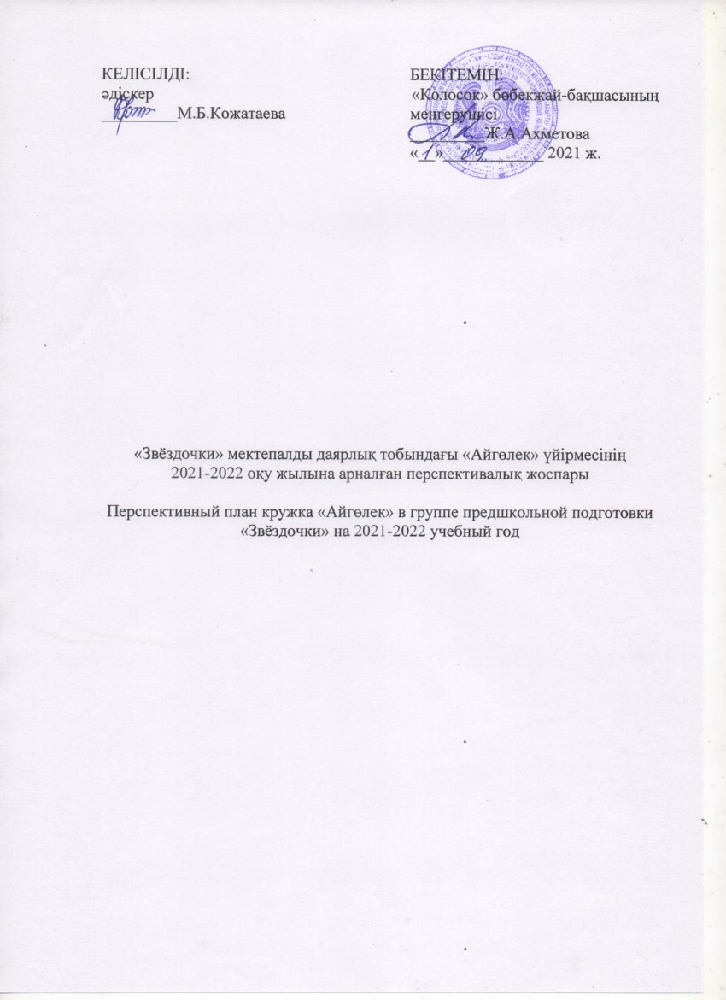 КЕЛІСІЛДІ:
әдіскер
__________М.Б.Кожатаева
БЕКІТЕМІН:
«Колосок» бөбекжай-бақшасының
меңгерушісі
__________Ж.А.Ахметова
«_1_»___09________ 2021 ж.
«Звёздочки» мектепалды даярлық тобындағы «Айгөлек» үйірмесінің
2021-2022 оқу жылына арналған перспективалық жоспары
Перспективный план кружка «Айгөлек» в группе предшкольной подготовки
«Звёздочки» на 2021-2022 учебный год